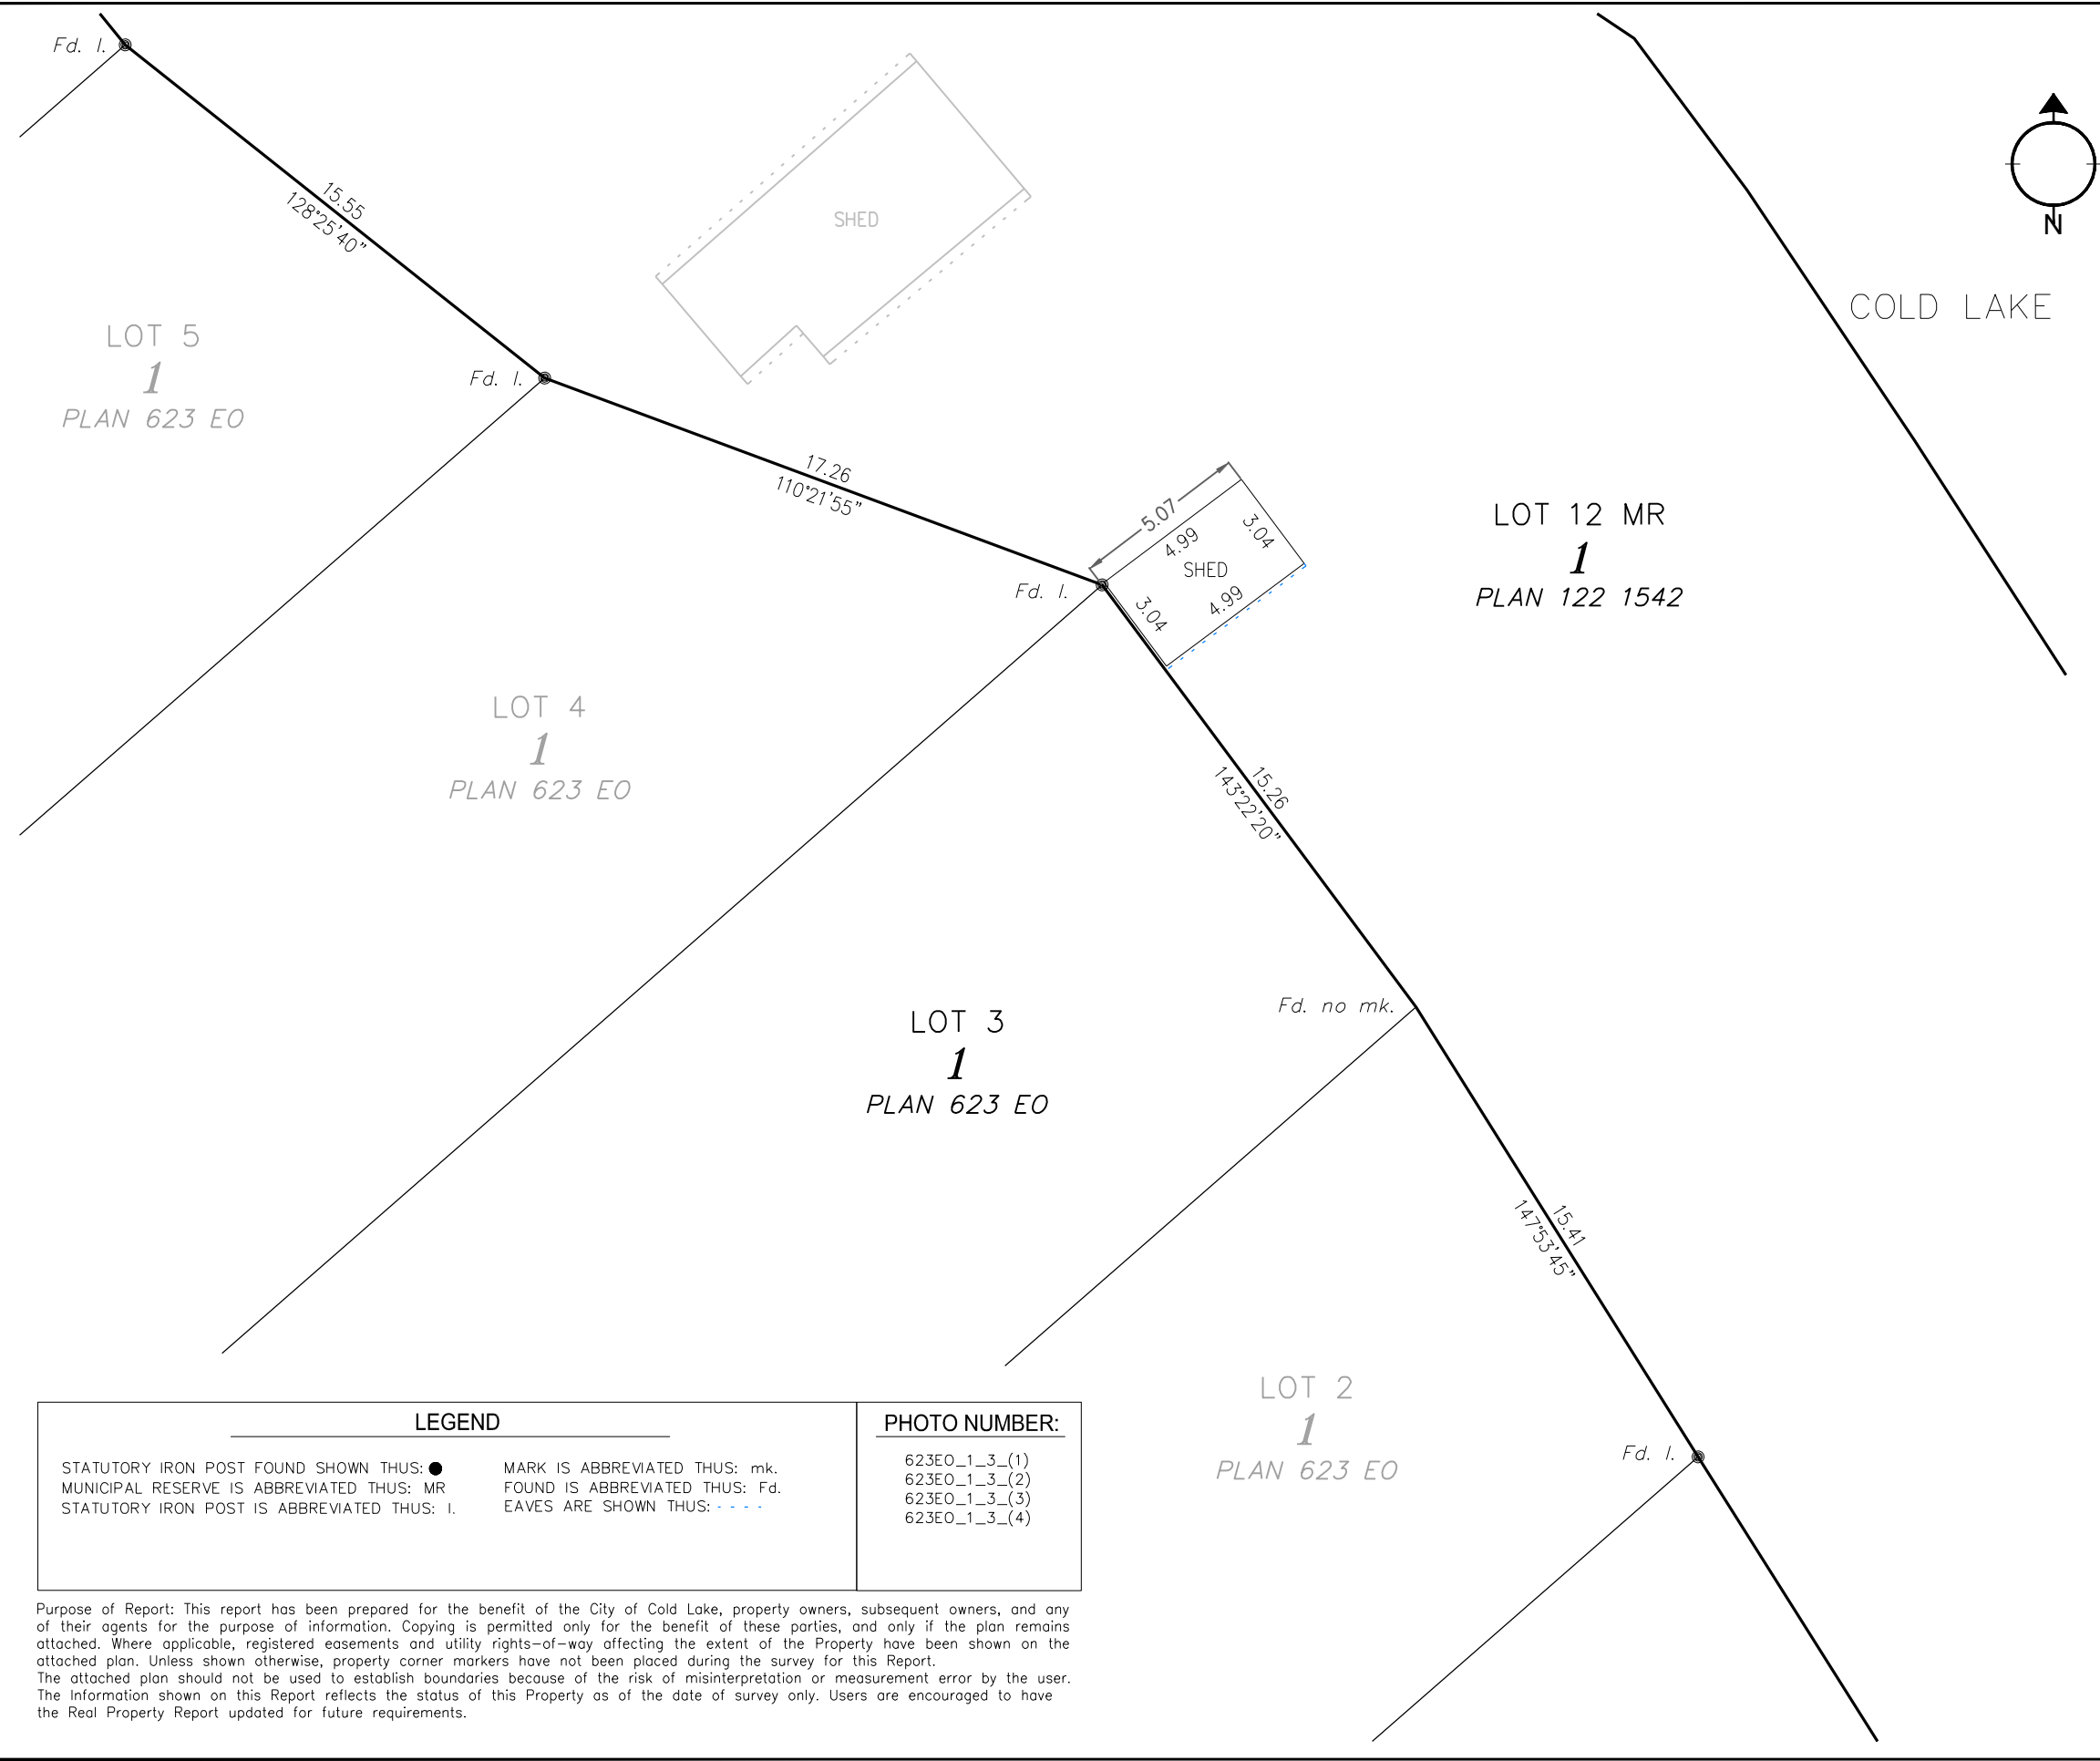 Fd. I.
15.55
128°25'40"
SHED
N
COLD LAKE
LOT 5
1
PLAN 623 EO
Fd. I.
17.26
110°21'55"
5.07
4.99
3.04
SHED
4.99
3.04
Fd. I.
LOT 12 MR
1
PLAN 122 1542
LOT 4
1
PLAN 623 EO
15.26
143°22'20"
Fd. no mk.
LOT 3
1
PLAN 623 EO
15.41
147°53'45"
LOT 2
1
PLAN 623 EO
Fd. I.
LEGEND
STATUTORY IRON POST FOUND SHOWN THUS:
MUNICIPAL RESERVE IS ABBREVIATED THUS: MR
STATUTORY IRON POST IS ABBREVIATED THUS: I.
MARK IS ABBREVIATED THUS: mk.
FOUND IS ABBREVIATED THUS: Fd.
EAVES ARE SHOWN THUS:
PHOTO NUMBER:
623EO_1_3_(1)
623EO_1_3_(2)
623EO_1_3_(3)
623EO_1_3_(4)
Purpose of Report: This report has been prepared for the benefit of the City of Cold Lake, property owners, subsequent owners, and any
of their agents for the purpose of information. Copying is permitted only for the benefit of these parties, and only if the plan remains
attached. Where applicable, registered easements and utility rights-of-way affecting the extent of the Property have been shown on the
attached plan. Unless shown otherwise, property corner markers have not been placed during the survey for this Report.
The attached plan should not be used to establish boundaries because of the risk of misinterpretation or measurement error by the user.
The Information shown on this Report reflects the status of this Property as of the date of survey only. Users are encouraged to have
the Real Property Report updated for future requirements.